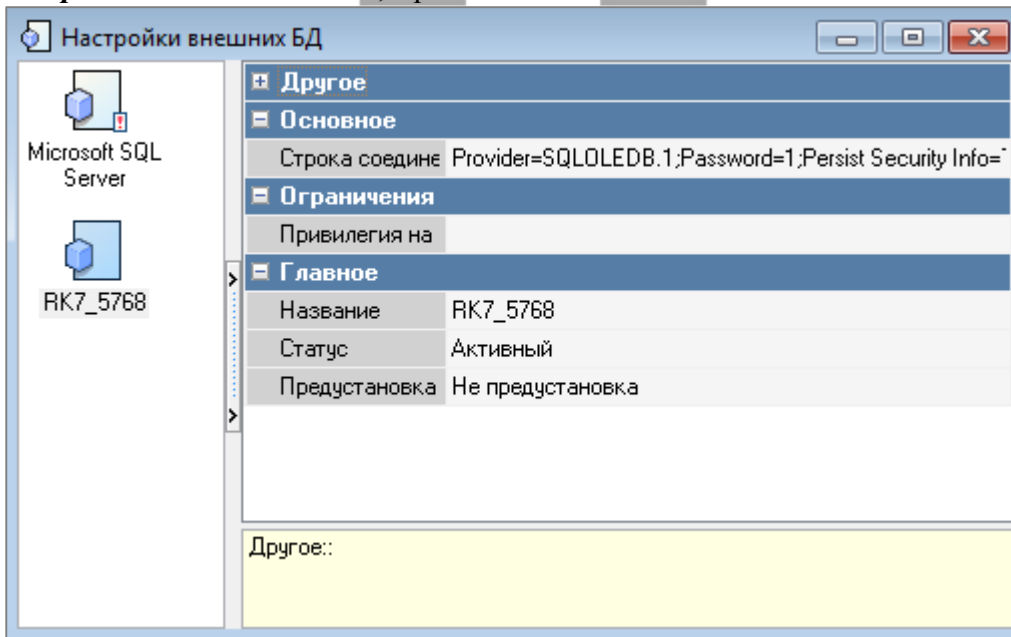 Настройки внешних БД
Microsoft SQL
Server
RK7_5768
Другое
Основное
Строка соедине Provider=SQLOLEDB.1;Password=1;Persist Security Info=
Ограничения
Привилегия на
Главное
Название RK7_5768
Статус Активный
Предустановка Не предустановка
Другое::